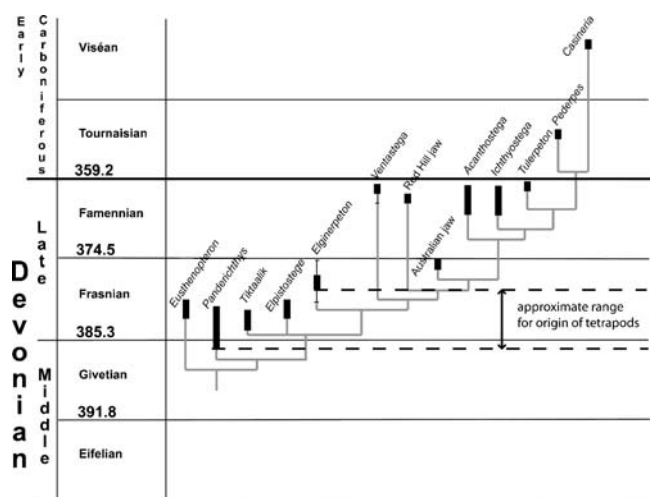 Early
Carboniferous
Viséan
Tournaisian
359.2
Late
Famennian
374.5
Devonian
Frasnian
385.3
Middle
Givetian
391.8
Eifelian
Eusthenopteron
Panderichthys
Tiktaalik
Elpistostege
Elginerpeton
Ventastega
Red Hill jaw
Australian jaw
Acanthostega
Ichthyostega
Tulerpeton
Pederpes
Casineria
approximate range
for origin of tetrapods